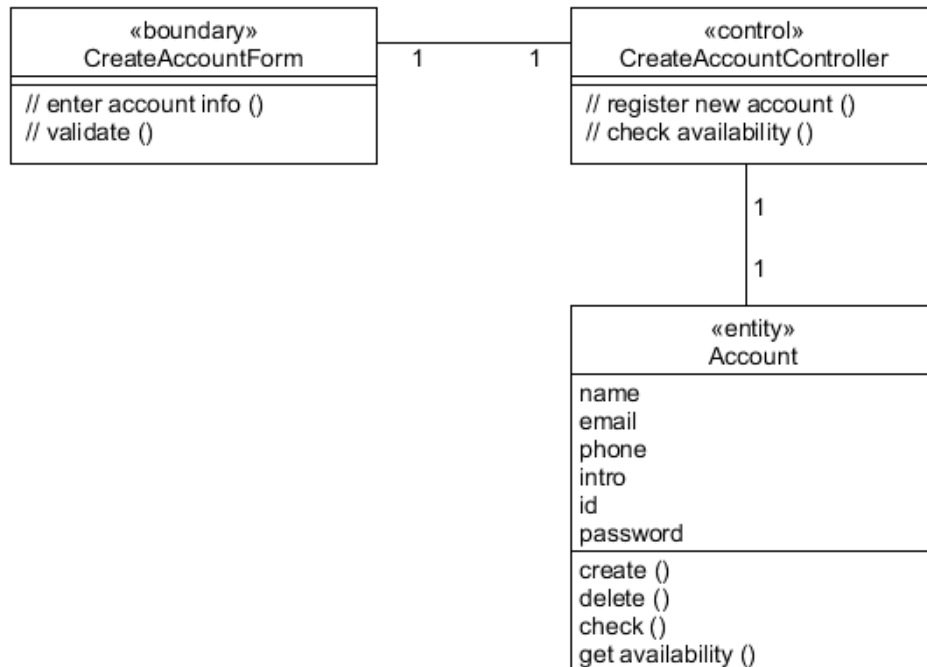 «boundary»
CreateAccountForm
// enter account info ()
// validate ()
1
1
«control»
CreateAccountController
// register new account ()
// check availability ()
1
1
«entity»
Account
name
email
phone
intro
id
password
create ()
delete ()
check ()
get availability ()